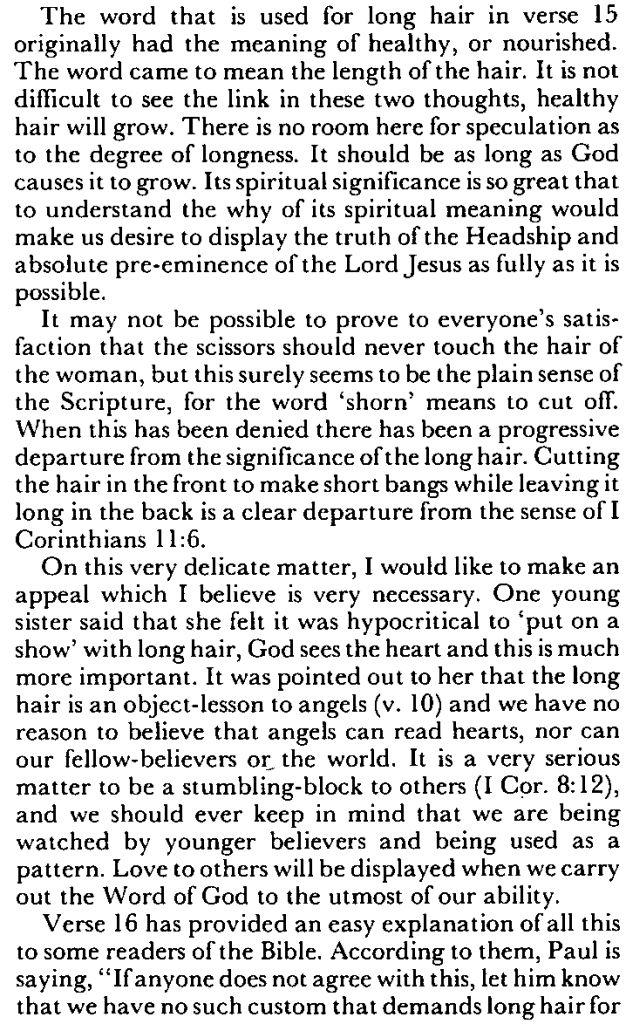 The word that is used for long hair in verse 15
originally had the meaning of healthy, or nourished.
The word came to mean the length of the hair. It is not
difficult to see the link in these two thoughts, healthy
hair will grow. There is no room here for speculation as
to the degree of longness. It should be as long as God
causes it to grow. Its spiritual significance is so great that
to understand the why of its spiritual meaning would
make us desire to display the truth of the Headship and
absolute pre-eminence of the Lord Jesus as fully as it is
possible.
It may not be possible to prove to everyone's satis-
faction that the scissors should never touch the hair of
the woman, but this surely seems to be the plain sense of
the Scripture, for the word ‘shorn’ means to cut off.
When this has been denied there has been a progressive
departure from the significance of the long hair. Cutting
the hair in the front to make short bangs while leaving it
long in the back is a clear departure from the sense of I
Corinthians 11:6.
On this very delicate matter, I would like to make an
appeal which I believe is very necessary. One young
sister said that she felt it was hypocritical to ‘put on a
show’ with long hair, God sees the heart and this is much
more important. It was pointed out to her that the long
hair is an object-lesson to angels (v. 10) and we have no
reason to believe that angels can read hearts, nor can
our fellow-believers or the world. It is a very serious
matter to be a stumbling-block to others (I Cor. 8:12),
and we should ever keep in mind that we are being
watched by younger believers and being used as a
pattern. Love to others will be displayed when we carry
out the Word of God to the utmost of our ability.
Verse 16 has provided an easy explanation of all this
to some readers of the Bible. According to them, Paul is
saying, “If anyone does not agree with this, let him know
that we have no such custom that demands long hair for